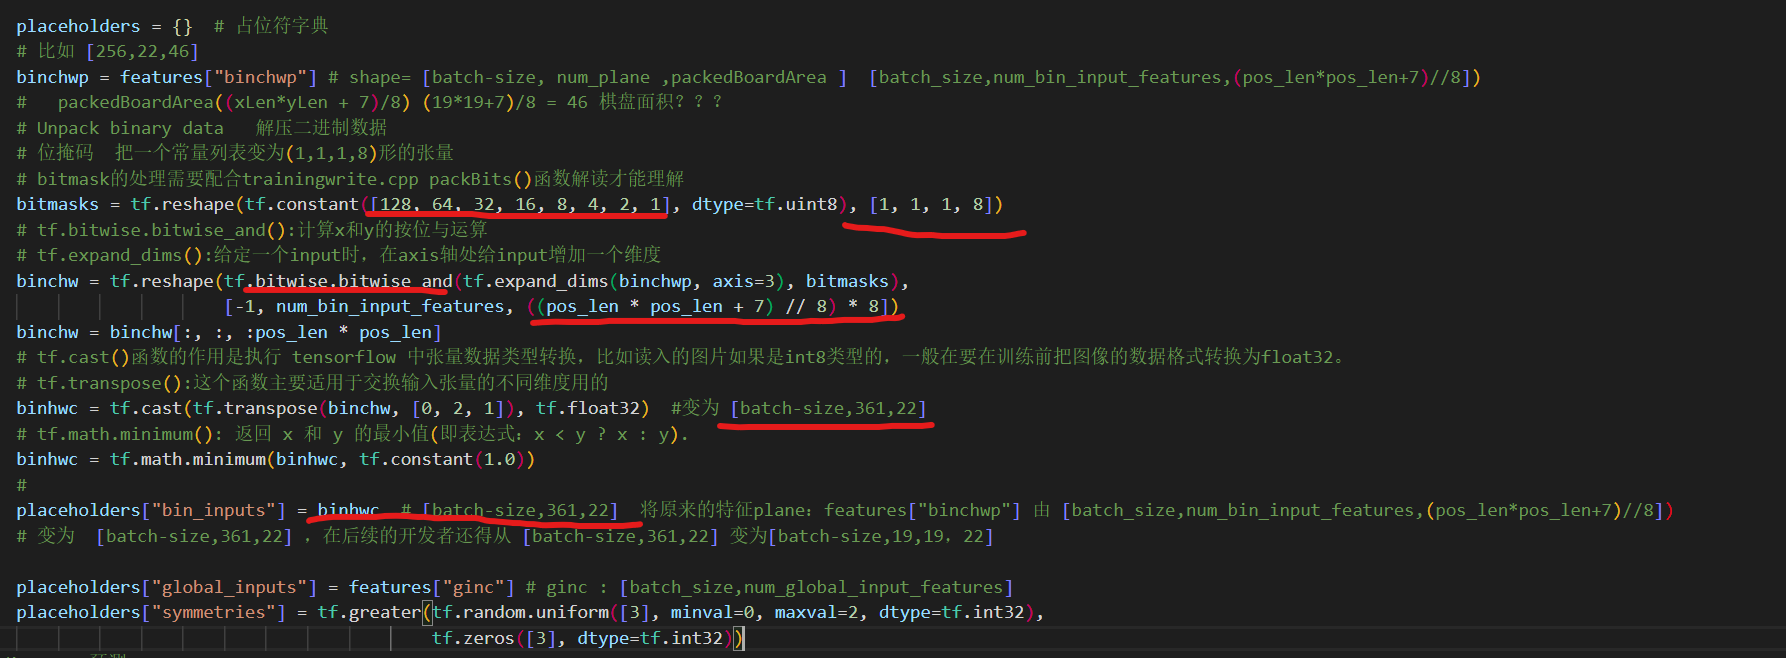 placeholders = {}  # 占位符字典
# 比如 [256,22,46]
binchwp = features["binchwp"] # shape= [batch-size, num_plane ,packedBoardArea ]  [batch_size,num_bin_input_features,(pos_len*pos_len+7)//8])
#   packedBoardArea((xLen*yLen + 7)/8) (19*19+7)/8 = 46 棋盘面积？？？
# Unpack binary data   解压二进制数据
# 位掩码  把一个常量列表变为(1,1,1,8)形的张量
# bitmask的处理需要配合trainingwrite.cpp packBits()函数解读才能理解
bitmasks = tf.reshape(tf.constant([128, 64, 32, 16, 8, 4, 2, 1], dtype=tf.uint8), [1, 1, 1, 8])
# tf.bitwise.bitwise_and():计算x和y的按位与运算
# tf.expand_dims():给定一个input时，在axis轴处给input增加一个维度
binchw = tf.reshape(tf.bitwise.bitwise_and(tf.expand_dims(binchwp, axis=3), bitmasks),
[-1, num_bin_input_features, ((pos_len * pos_len + 7) // 8) * 8])
binchw = binchw[:, :, :pos_len * pos_len]
# tf.cast()函数的作用是执行 tensorflow 中张量数据类型转换，比如读入的图片如果是int8类型的，一般在要在训练前把图像的数据格式转换为float32。
# tf.transpose():这个函数主要适用于交换输入张量的不同维度用的
binhwc = tf.cast(tf.transpose(binchw, [0, 2, 1]), tf.float32)  #变为 [batch-size,361,22]
# tf.math.minimum(): 返回 x 和 y 的最小值(即表达式：x < y ? x : y).
binhwc = tf.math.minimum(binhwc, tf.constant(1.0))
#
placeholders["bin_inputs"] = binhwc  # [batch-size,361,22]  将原来的特征plane：features["binchwp"] 由 [batch_size,num_bin_input_features,(pos_len*pos_len+7)//8])
# 变为  [batch-size,361,22] ，在后续的开发者还得从 [batch-size,361,22] 变为[batch-size,19,19，22]
placeholders["global_inputs"] = features["ginc"] # ginc : [batch_size,num_global_input_features]
placeholders["symmetries"] = tf.greater(tf.random.uniform([3], minval=0, maxval=2, dtype=tf.int32),
tf.zeros([3], dtype=tf.int32))